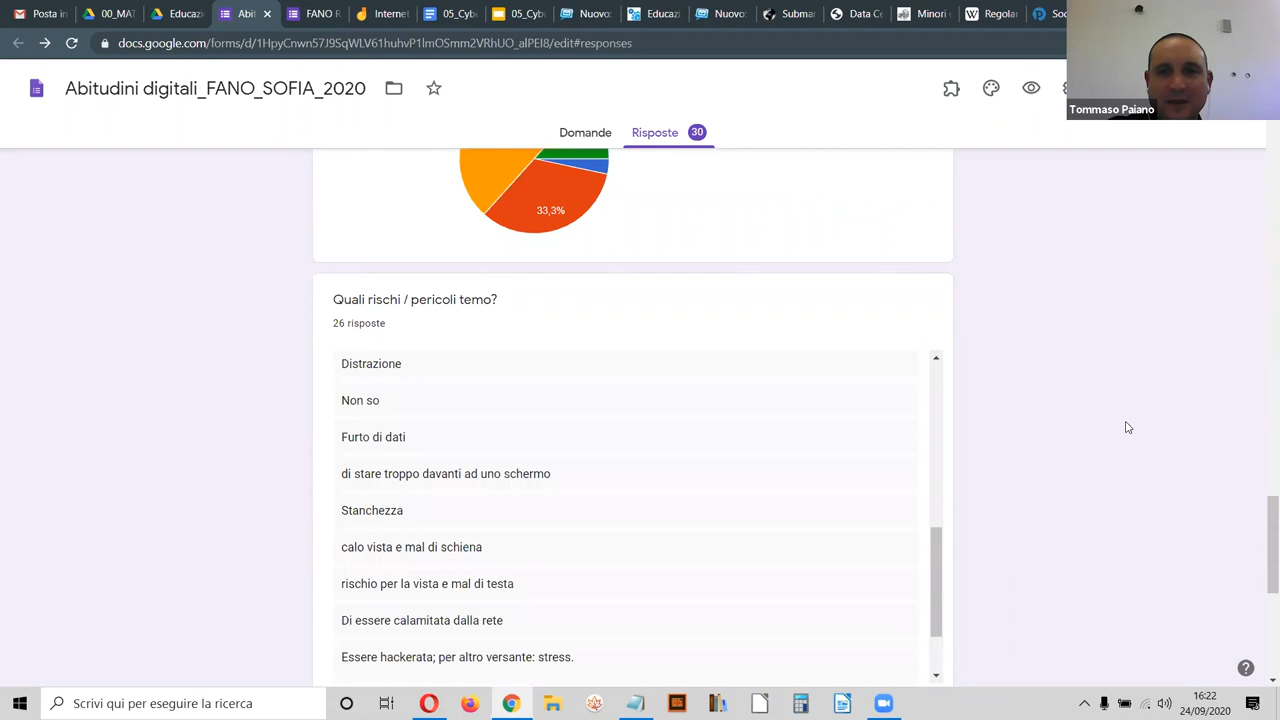 Posta in
00_MAT
Educaz
Abit
FANO R
Internet
05_Cyb
05_Cyb
Nuovo:
Educazi
Nuovo:
Submar
Data Ce
Minori e
Regolar
Soc
docs.google.com/forms/d/1HpyCnwn57J9SqWLV61huhvP1lmOSmm2VRhUO_alPEI8/edit#responses
Abitudini digitali_FANO_SOFIA_2020
Tommaso Paiano
Domande
Risposte 30
33,3%
Quali rischi / pericoli temo?
26 risposte
Distrazione
Non so
Furto di dati
di stare troppo davanti ad uno schermo
Stanchezza
calo vista e mal di schiena
rischio per la vista e mal di testa
Di essere calamitata dalla rete
Essere hackerata; per altro versante: stress.
Scrivi qui per eseguire la ricerca
16:22
24/09/2020